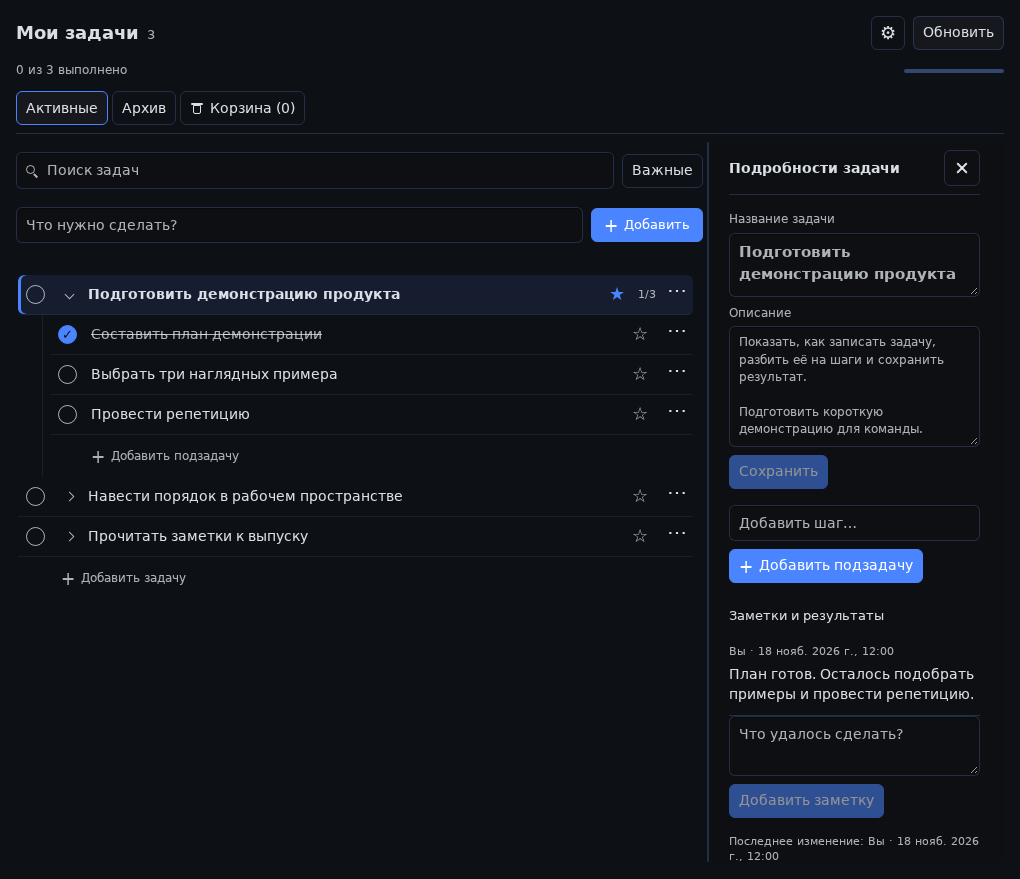 Мои задачи 3
Обновить
0 из 3 выполнено
Активные
Архив
Корзина (0)
Поиск задач
Важные
Что нужно сделать?
+ Добавить
Подготовить демонстрацию продукта
1/3
Составить план демонстрации
Выбрать три наглядных примера
Провести репетицию
+ Добавить подзадачу
Навести порядок в рабочем пространстве
Прочитать заметки к выпуску
+ Добавить задачу
Подробности задачи
Название задачи
Подготовить
демонстрацию продукта
Описание
Показать, как записать задачу,
разбить её на шаги и сохранить
результат.
Подготовить короткую
демонстрацию для команды.
Сохранить
Добавить шаг...
+ Добавить подзадачу
Заметки и результаты
Вы · 18 нояб. 2026 г., 12:00
План готов. Осталось подобрать
примеры и провести репетицию.
Что удалось сделать?
Добавить заметку
Последнее изменение: Вы · 18 нояб. 2026
г., 12:00